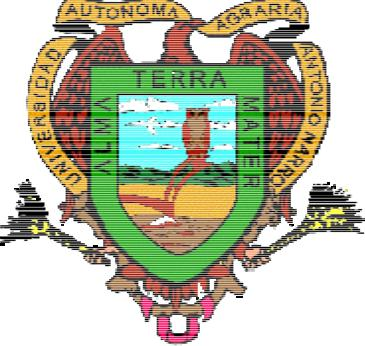 UNIVERSIDAD AUTONOMA AGRARIA ANTONIO NARRO
ALMA TERRA MATER